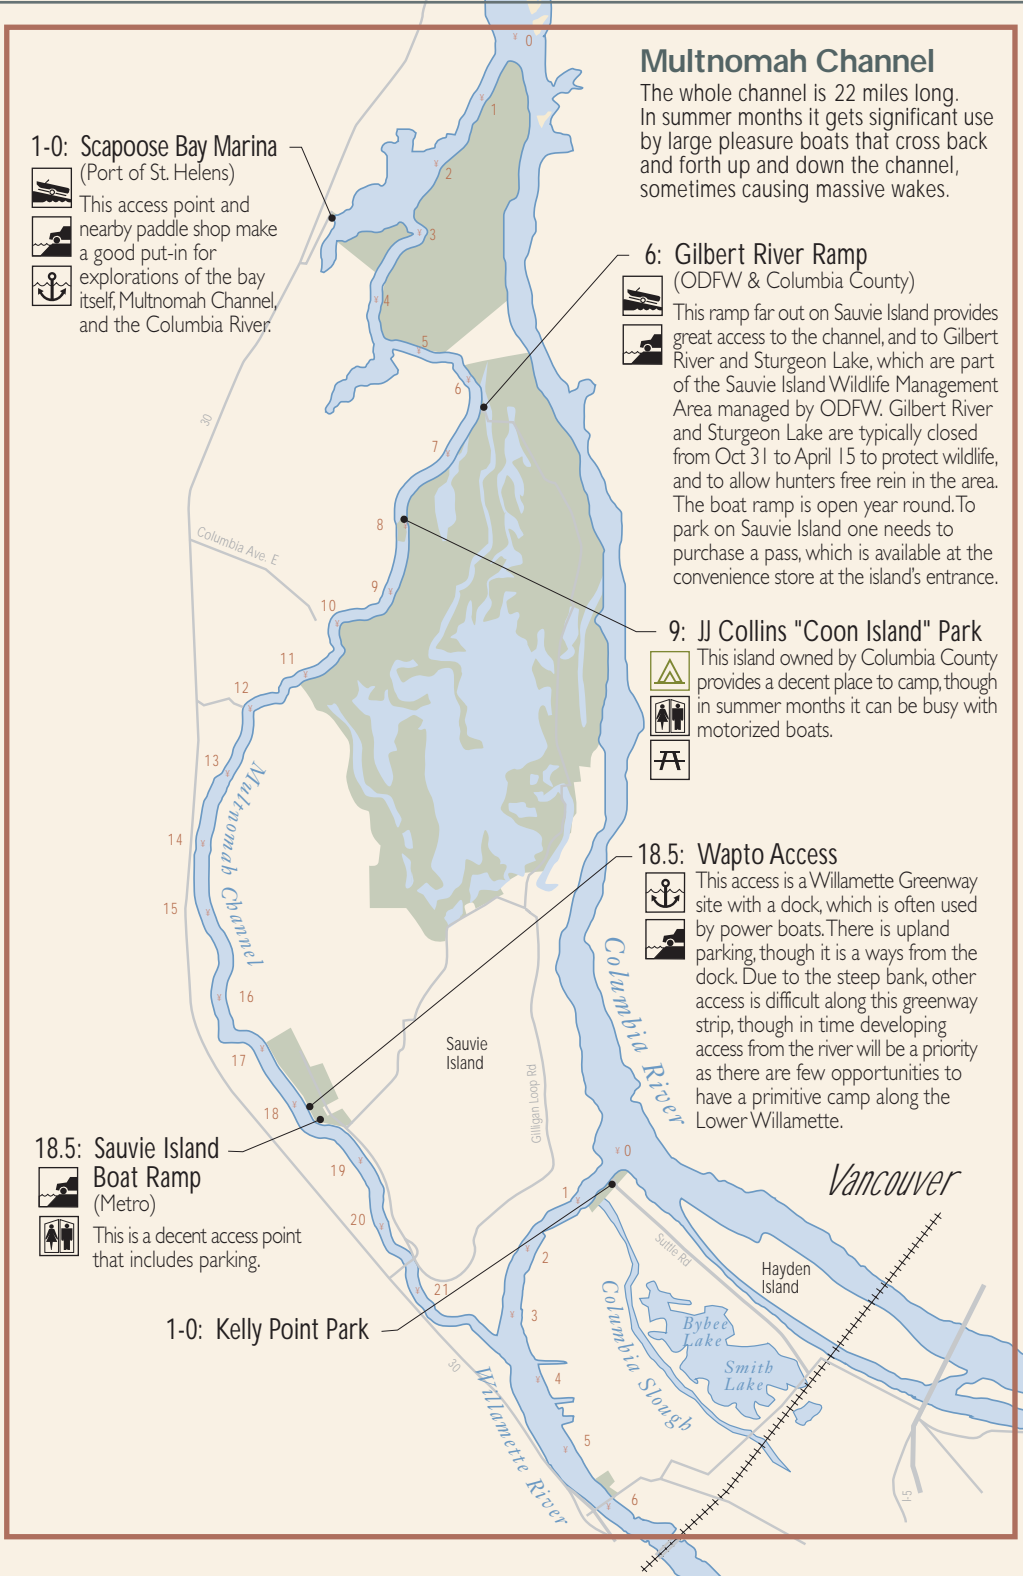 Multnomah Channel
The whole channel is 22 miles long.
In summer months it gets significant use
by large pleasure boats that cross back
and forth up and down the channel,
sometimes causing massive wakes.
1-0: Scapoose Bay Marina
(Port of St. Helens)
This access point and
nearby paddle shop make
a good put-in for
explorations of the bay
itself, Multnomah Channel,
and the Columbia River.
6: Gilbert River Ramp
(ODFW & Columbia County)
This ramp far out on Sauvie Island provides
great access to the channel, and to Gilbert
River and Sturgeon Lake, which are part
of the Sauvie Island Wildlife Management
Area managed by ODFW. Gilbert River
and Sturgeon Lake are typically closed
from Oct 31 to April 15 to protect wildlife,
and to allow hunters free rein in the area.
The boat ramp is open year round. To
park on Sauvie Island one needs to
purchase a pass, which is available at the
convenience store at the island's entrance.
9: JJ Collins "Coon Island" Park
This island owned by Columbia County
provides a decent place to camp, though
in summer months it can be busy with
motorized boats.
18.5: Wapto Access
This access is a Willamette Greenway
site with a dock, which is often used
by power boats. There is upland
parking, though it is a ways from the
dock. Due to the steep bank, other
access is difficult along this greenway
strip, though in time developing
access from the river will be a priority
as there are few opportunities to
have a primitive camp along the
Lower Willamette.
18.5: Sauvie Island
Boat Ramp
(Metro)
This is a decent access point
that includes parking.
1-0: Kelly Point Park
0
1
2
3
4
5
6
7
8
9
10
11
12
13
14
15
16
17
18
19
20
21
30
Columbia Ave. E
Multnomah Channel
Columbia River
Sauvie
Island
Gilligan Loop Rd
Vancouver
0
1
2
3
4
5
6
Suttle Rd
Hayden
Island
Columbia Slough
Bybee
Lake
Smith
Lake
30
Willamette River
I-5